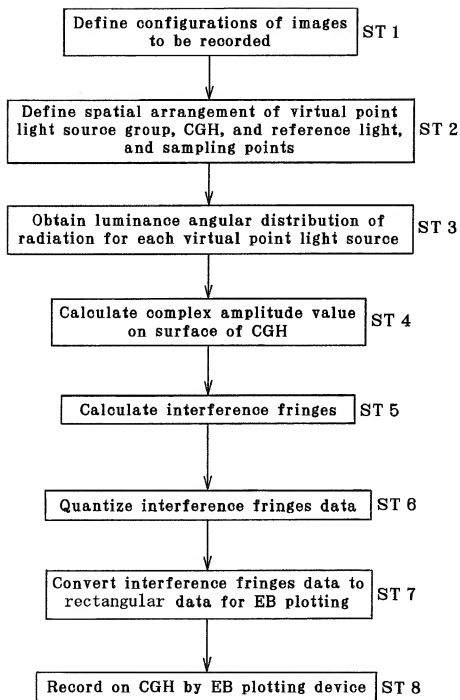 Define configurations of images
to be recorded
ST 1
Define spatial arrangement of virtual point
light source group, CGH, and reference light,
and sampling points
ST 2
Obtain luminance angular distribution of
radiation for each virtual point light source
ST 3
Calculate complex amplitude value
on surface of CGH
ST 4
Calculate interference fringes
ST 5
Quantize interference fringes data
ST 6
Convert interference fringes data to
rectangular data for EB plotting
ST 7
Record on CGH by EB plotting device
ST 8